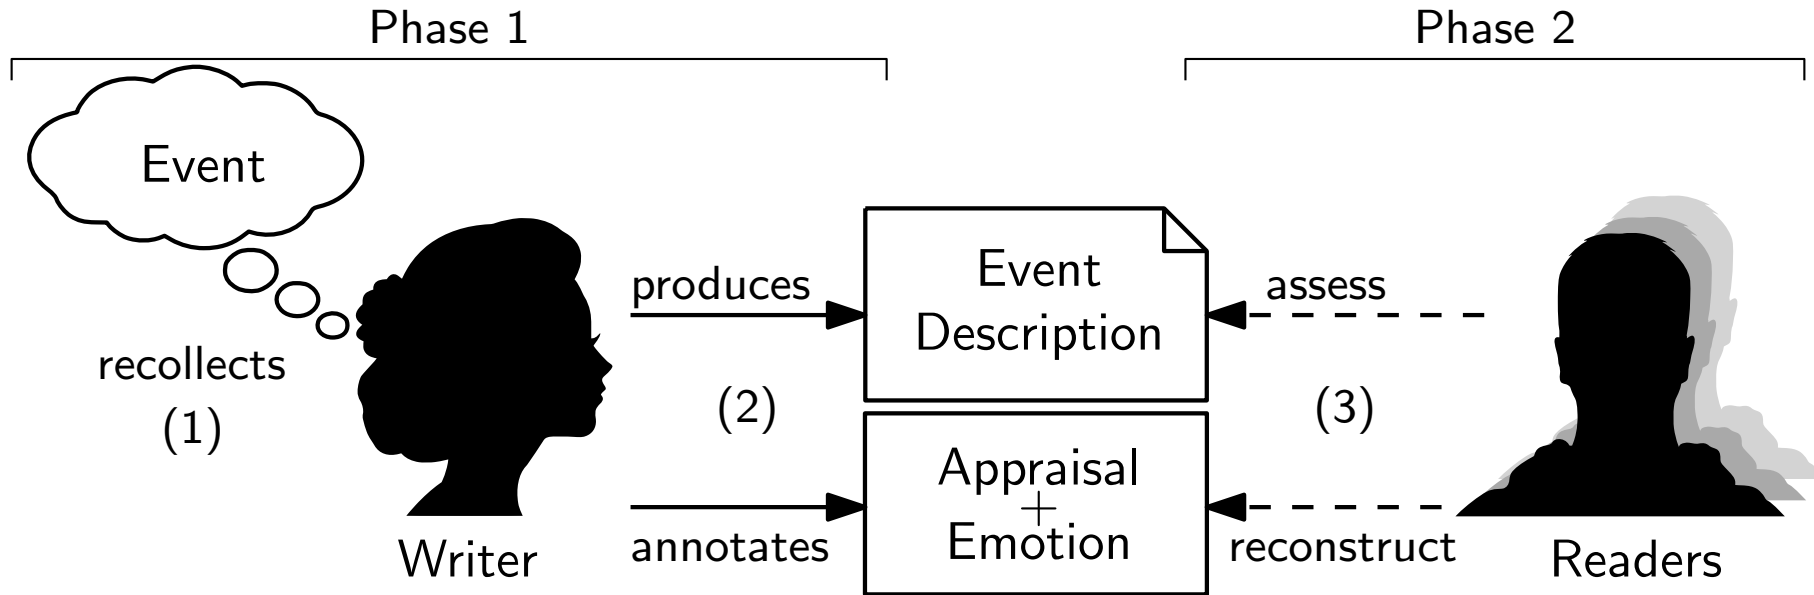 Phase 1
Phase 2
Event
recollects
(1)
Writer
produces
(2)
annotates
Event
Description
Appraisal
+
Emotion
assess
(3)
reconstruct
Readers